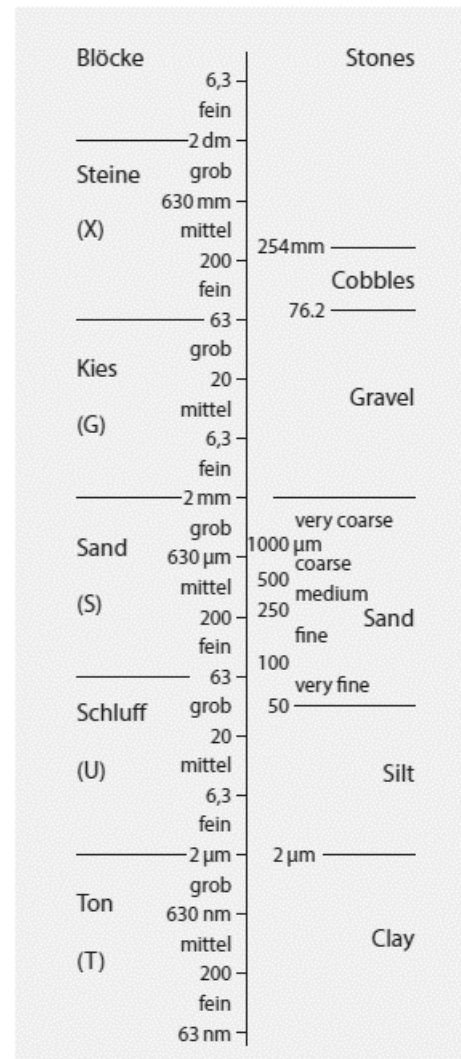 Blöcke Stones
6,3
fein
2 dm
Steine grob
630 mm
(X) mittel
254mm
200
Cobbles
fein
76.2
63
grob
Kies
20
Gravel
mittel
(G)
6,3
fein
2 mm
very coarse
grob
1000 µm
Sand
630 µm
coarse
500
mittel
medium
(S)
250
200
Sand
fine
fein
100
63
very fine
Schluff grob
50
20
(U) mittel
Silt
6,3
fein
2 µm 2 µm
grob
Ton
630 nm
Clay
mittel
(T)
200
fein
63 nm